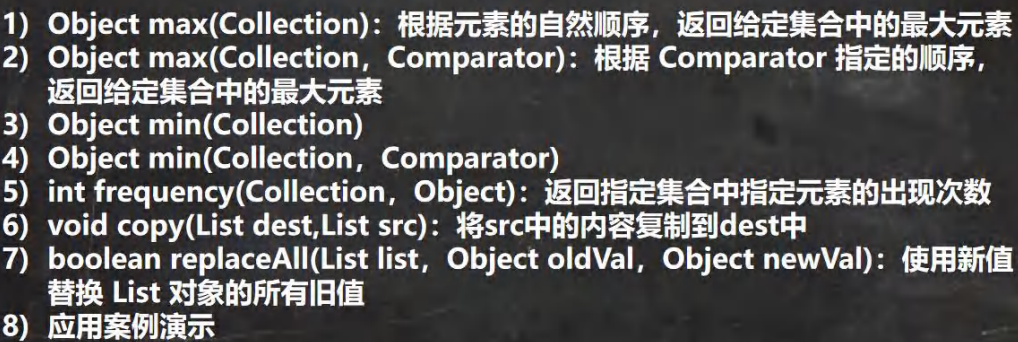 1) Object max(Collection)：根据元素的自然顺序，返回给定集合中的最大元素
2) Object max(Collection，Comparator)：根据 Comparator 指定的顺序，
返回给定集合中的最大元素
3) Object min(Collection)
4) Object min(Collection，Comparator)
5) int frequency(Collection，Object)：返回指定集合中指定元素的出现次数
6) void copy(List dest,List src)：将src中的内容复制到dest中
7) boolean replaceAll(List list，Object oldVal，Object newVal)：使用新值
替换 List 对象的所有旧值
8) 应用案例演示